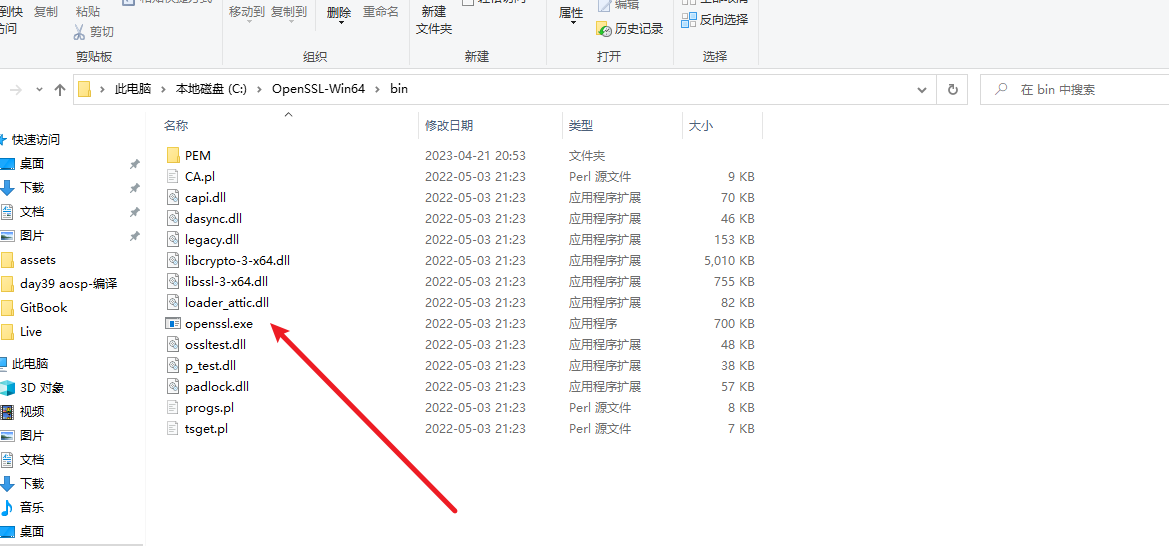 到快 复制 粘贴 粘贴快捷方式 移动到 复制到 删除 重命名 新建 轻松访问 属性 编辑 全部取消
访问 剪切 文件夹 历史记录 反向选择
剪贴板 组织 新建 打开 选择
此电脑 本地磁盘 (C:) OpenSSL-Win64 bin 在 bin 中搜索
名称 修改日期 类型 大小
PEM 2023-04-21 20:53 文件夹
CA.pl 2022-05-03 21:23 Perl 源文件 9 KB
capi.dll 2022-05-03 21:23 应用程序扩展 70 KB
dasync.dll 2022-05-03 21:23 应用程序扩展 46 KB
legacy.dll 2022-05-03 21:23 应用程序扩展 153 KB
libcrypto-3-x64.dll 2022-05-03 21:23 应用程序扩展 5,010 KB
libssl-3-x64.dll 2022-05-03 21:23 应用程序扩展 755 KB
loader_attic.dll 2022-05-03 21:23 应用程序扩展 82 KB
openssl.exe 2022-05-03 21:23 应用程序 700 KB
ossltest.dll 2022-05-03 21:23 应用程序扩展 48 KB
p_test.dll 2022-05-03 21:23 应用程序扩展 38 KB
padlock.dll 2022-05-03 21:23 应用程序扩展 57 KB
progs.pl 2022-05-03 21:23 Perl 源文件 8 KB
tsget.pl 2022-05-03 21:23 Perl 源文件 7 KB
快速访问
桌面
下载
文档
图片
assets
day39 aosp-编译
GitBook
Live
此电脑
3D 对象
视频
图片
文档
下载
音乐
桌面